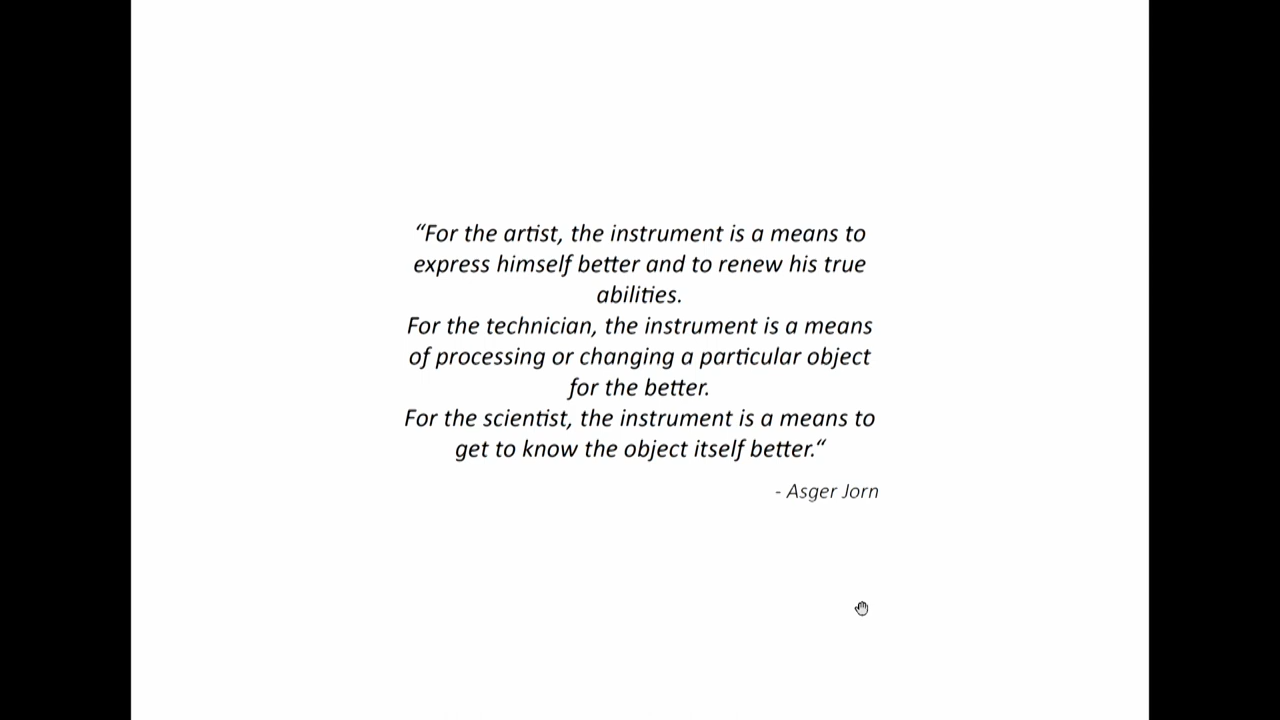 “For the artist, the instrument is a means to
express himself better and to renew his true
abilities.
For the technician, the instrument is a means
of processing or changing a particular object
for the better.
For the scientist, the instrument is a means to
get to know the object itself better.“
- Asger Jorn